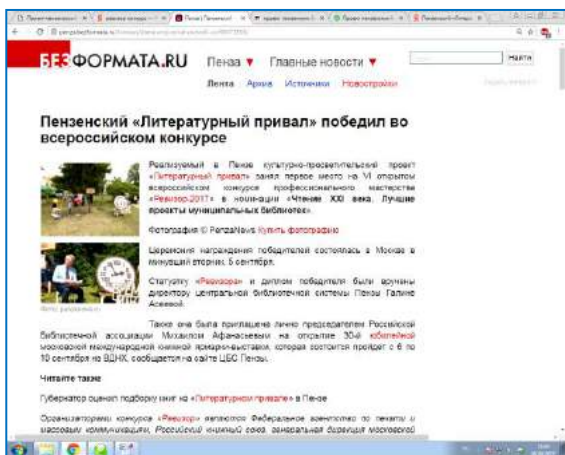 БЕЗФОРМАТА.RU
Пенза ▼ Главные новости ▼
Найти
Лента Архив Источники Новостройки
Пензенский «Литературный привал» победил во
всероссийском конкурсе
Реализуемый в Пензе культурно-просветительский проект
«Литературный привал» занял первое место на VI открытом
всероссийском конкурсе профессионального мастерства
«Ревизор-2017» в номинации «Чтение XXI века. Лучшие
проекты муниципальных библиотек».
Фотография © PenzaNews Купить фотографию
Церемония награждения победителей состоялась в Москве в
минувший вторник, 5 сентября.
Статуэтку «Ревизора» и диплом победителя были вручены
директору центральной библиотечной системы Пензы Галине
Также она была приглашена лично председателем Российской
библиотечной ассоциации Михаилом Афанасьевым на открытие 30-й юбилейной
московской международной книжной ярмарки-выставки, которая состоится пройдет с 6 по
10 сентября на ВДНХ, сообщается на сайте ЦБС Пензы.
Читайте также
Губернатор оценил подборку книг на «Литературном привале» в Пензе
Организаторами конкурса «Ревизор» являются Федеральное агентство по печати и
массовым коммуникациям, Российский книжный союз, генеральная дирекция московской